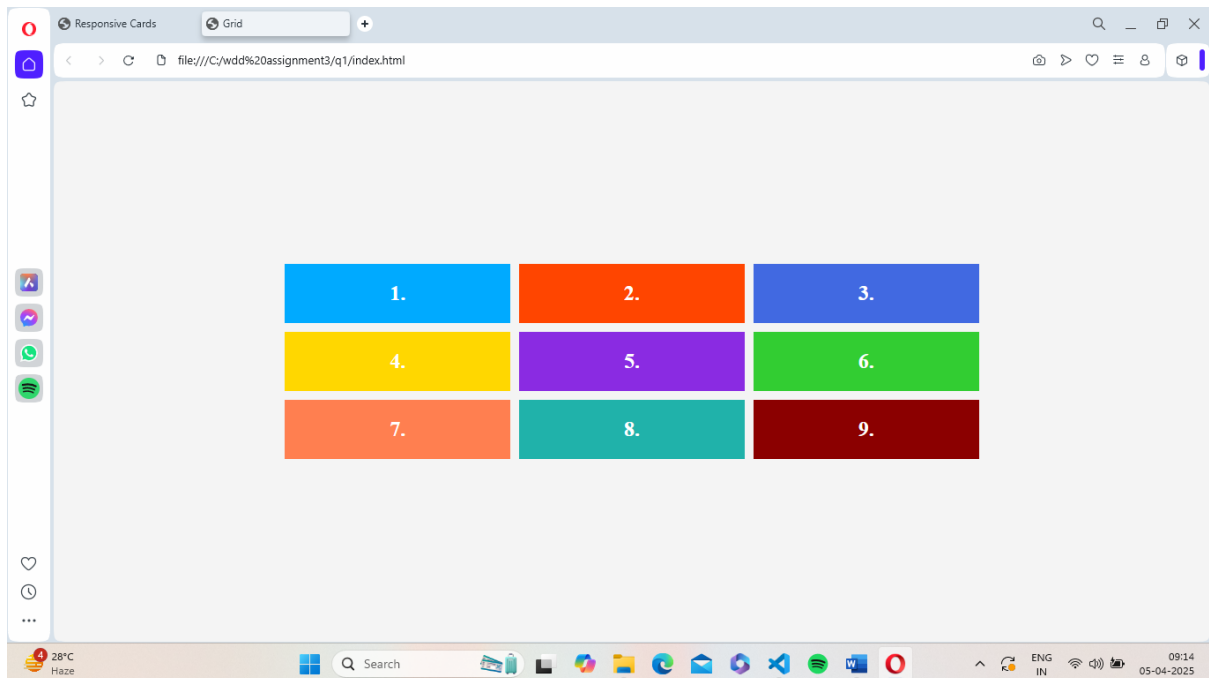 Responsive Cards
Grid
file:///C:/wdd%20assignment3/q1/index.html
1.
2.
3.
4.
5.
6.
7.
8.
9.
4
28°C
Haze
Search
ENG
IN
09:14
05-04-2025